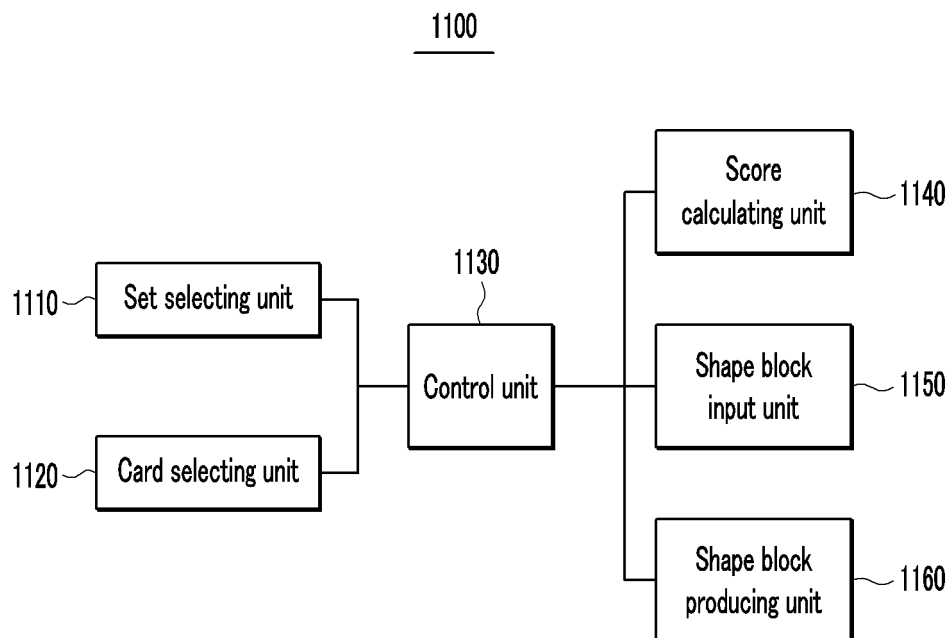 1100
Score
calculating unit
1140
1130
1110
Set selecting unit
Control unit
Shape block
input unit
1150
1120
Card selecting unit
Shape block
producing unit
1160